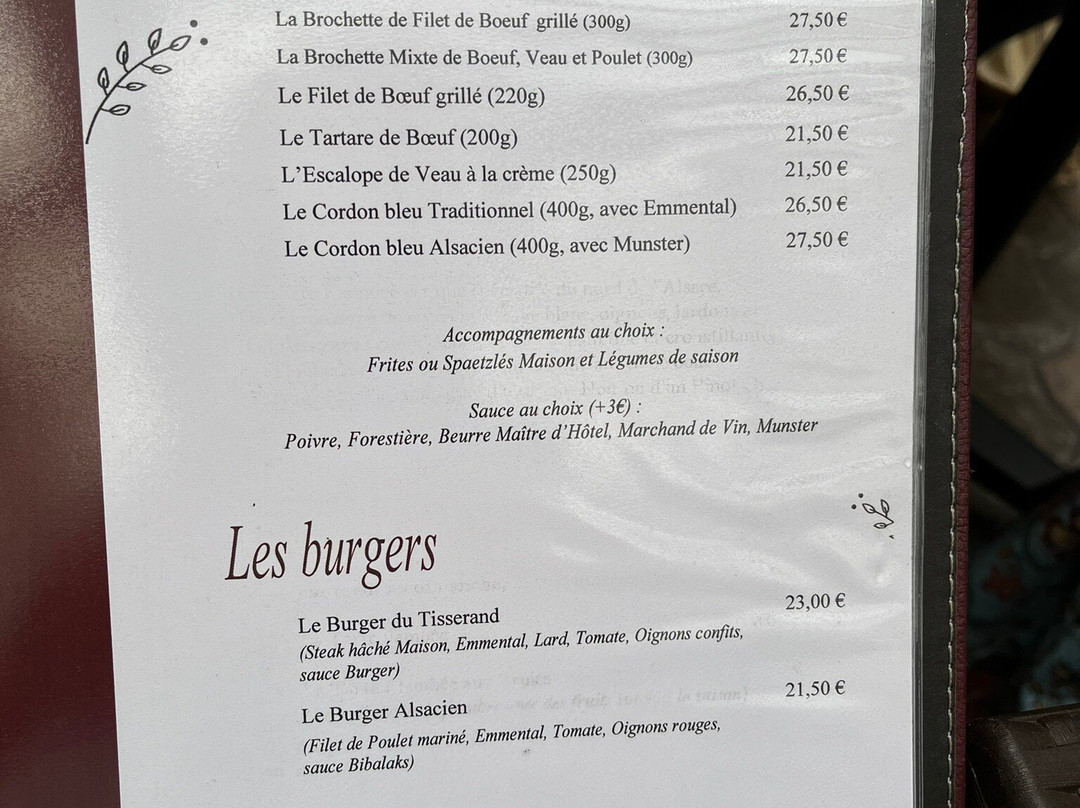 La Brochette de Filet de Boeuf grillé (300g) 27,50 €
La Brochette Mixte de Boeuf, Veau et Poulet (300g) 27,50 €
Le Filet de Bœuf grillé (220g) 26,50 €
Le Tartare de Bœuf (200g) 21,50 €
L'Escalope de Veau à la crème (250g) 21,50 €
Le Cordon bleu Traditionnel (400g, avec Emmental) 26,50 €
Le Cordon bleu Alsacien (400g, avec Munster) 27,50 €
Accompagnements au choix :
Frites ou Spaetzlés Maison et Légumes de saison
Sauce au choix (+3€) :
Poivre, Forestière, Beurre Maître d'Hôtel, Marchand de Vin, Munster
Les burgers
Le Burger du Tisserand 23,00 €
(Steak hâché Maison, Emmental, Lard, Tomate, Oignons confits,
sauce Burger)
Le Burger Alsacien 21,50 €
(Filet de Poulet mariné, Emmental, Tomate, Oignons rouges,
sauce Bibalaks)